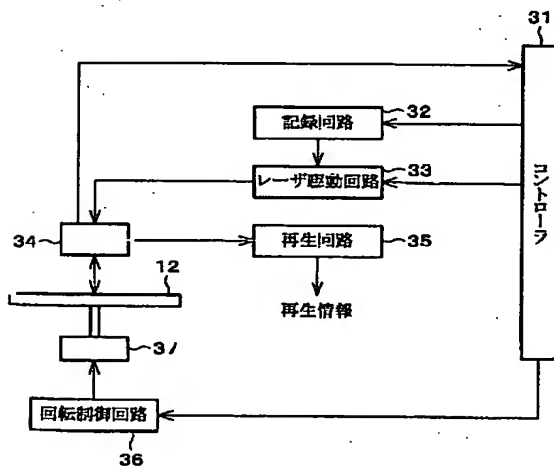 31
記録回路
32
レーザ駆動回路
33
コントローラ
34
再生回路
35
12
再生情報
37
回転制御回路
36